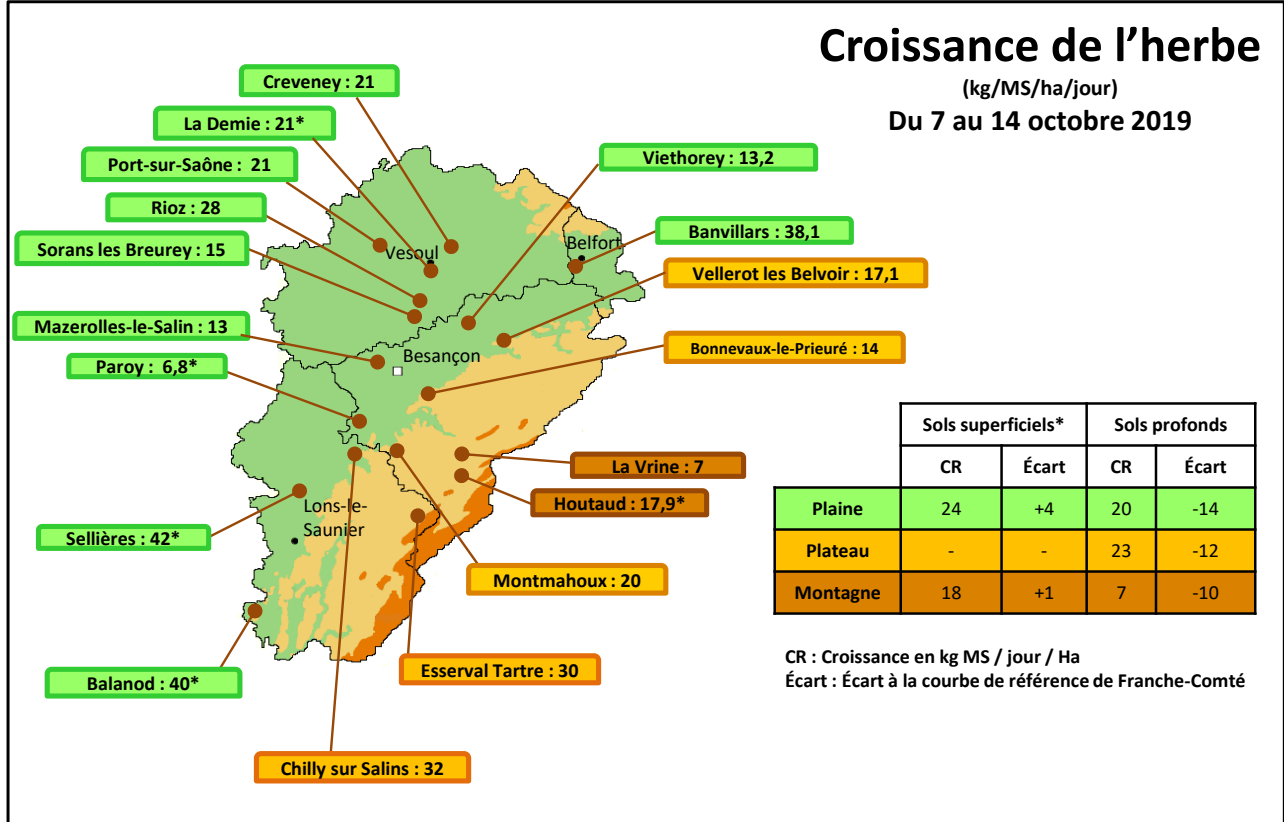 Croissance de l’herbe
(kg/MS/ha/jour)
Du 7 au 14 octobre 2019
Creveney : 21
La Demie : 21*
Port-sur-Saône : 21
Rioz : 28
Sorans les Breurey : 15
Mazerolles-le-Salin : 13
Paroy : 6,8*
Sellières : 42*
Balanod : 40*
Viethorey : 13,2
Banvillars : 38,1
Vellerot les Belvoir : 17,1
Bonnevaux-le-Prieuré : 14
La Vrine : 7
Houtaud : 17,9*
Montmahoux : 20
Esserval Tartre : 30
Chilly sur Salins : 32
Vesoul
Belfort
Besançon
Lons-le-
Saunier
Sols superficiels* Sols profonds
CR Écart CR Écart
Plaine 24 +4 20 -14
Plateau - - 23 -12
Montagne 18 +1 7 -10
CR : Croissance en kg MS / jour / Ha
Écart : Écart à la courbe de référence de Franche-Comté